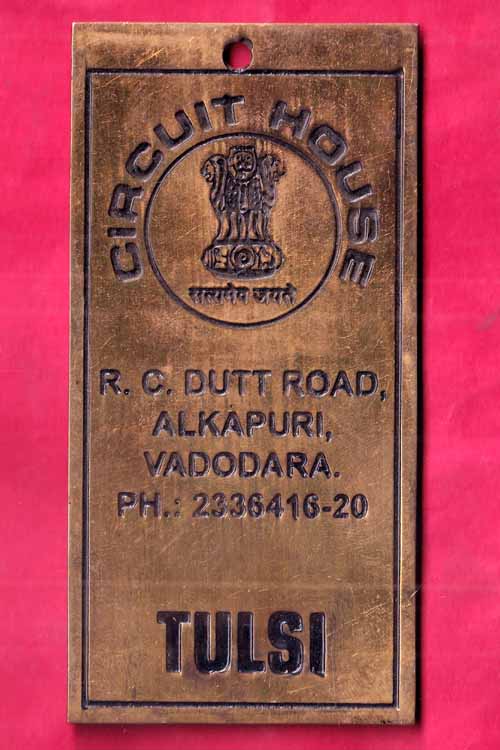 CIRCUIT HOUSE
सत्यमेव जयते
R. C. DUTT ROAD,
ALKAPURI,
VADODARA.
PH.: 2336416-20
TULSI